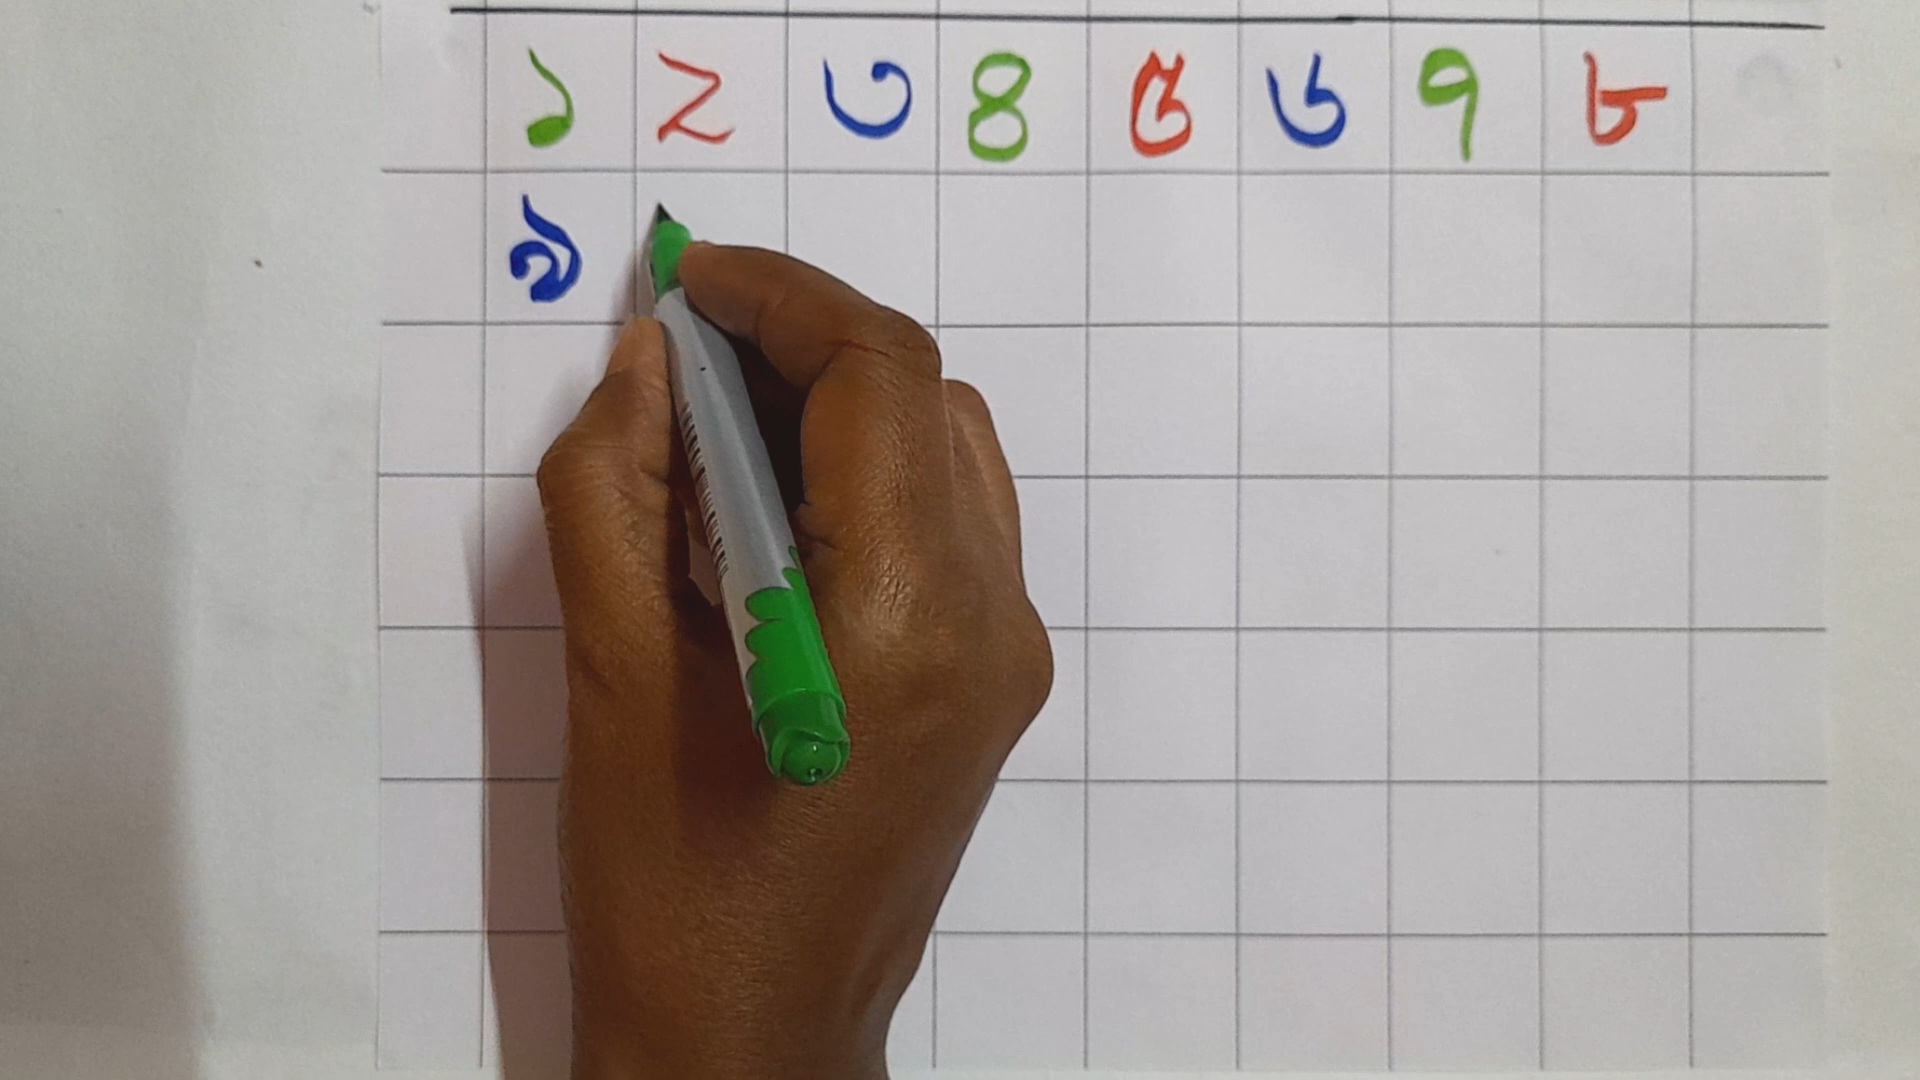 ১ ২ ৩ ৪ ৫ ৬ ৭ ৮
৯